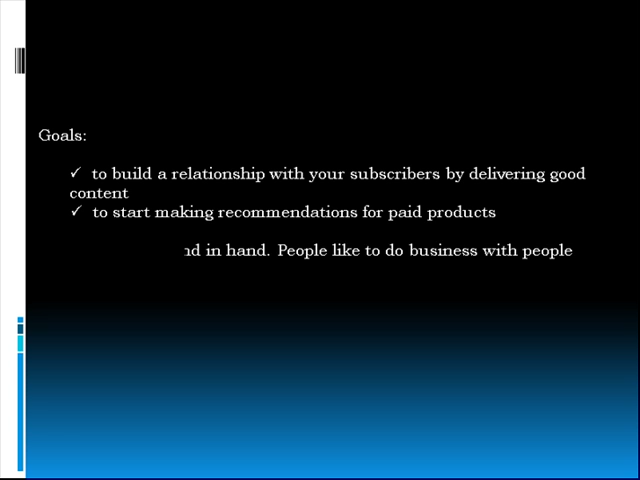 Goals:
✓ to build a relationship with your subscribers by delivering good
content
✓ to start making recommendations for paid products
in hand. People like to do business with people